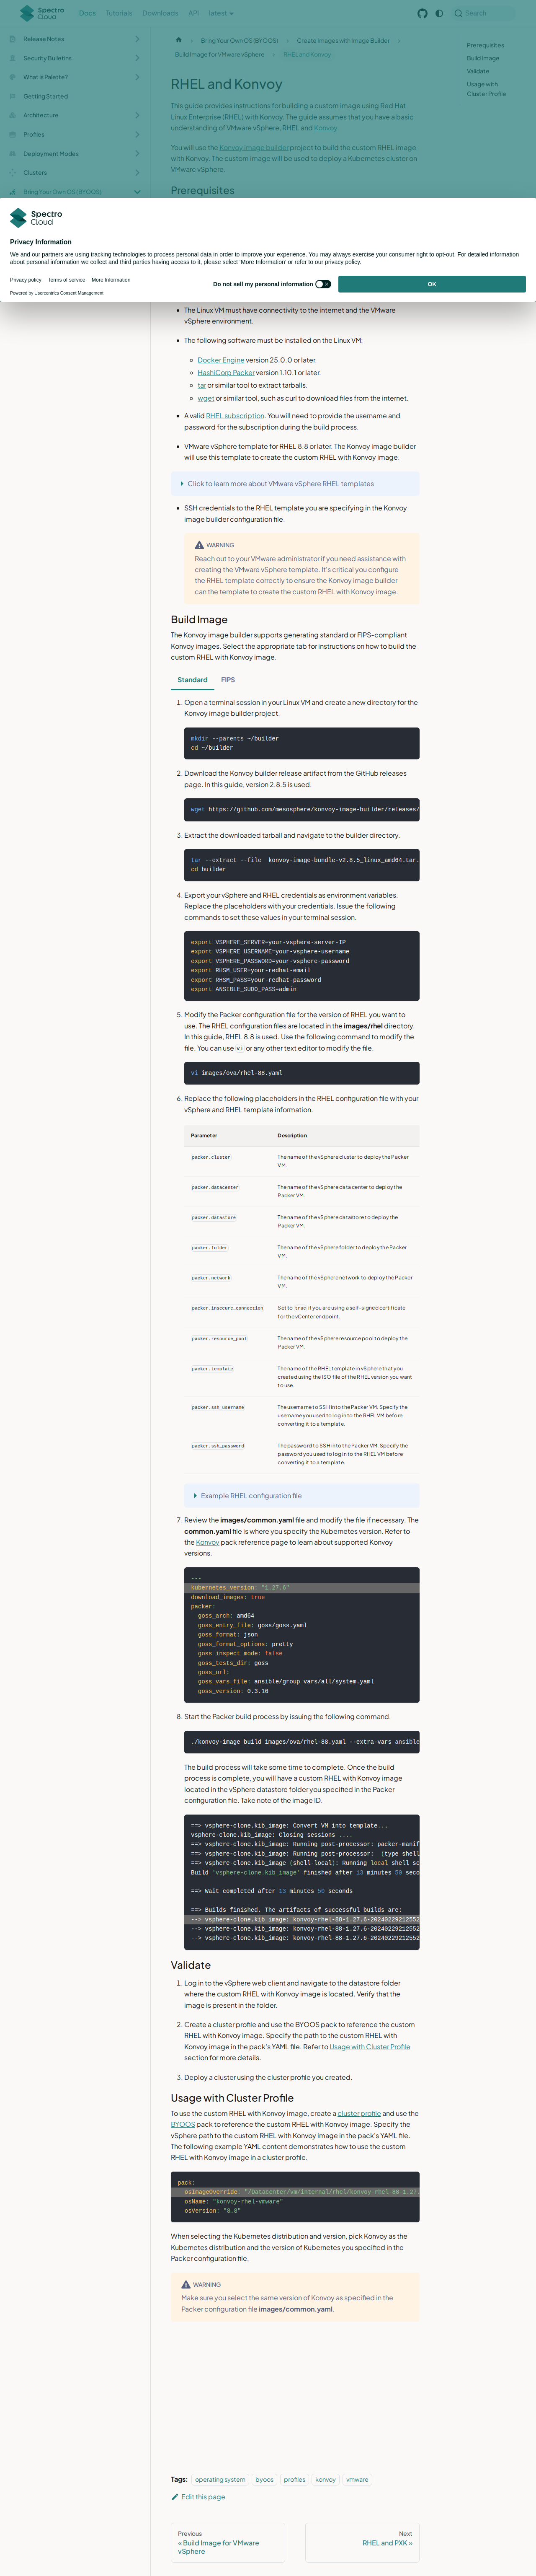 Spectro Cloud
Docs Tutorials Downloads API latest
Search
Release Notes
Security Bulletins
What is Palette?
Getting Started
Architecture
Profiles
Deployment Modes
Clusters
Bring Your Own OS (BYOOS)
Bring Your Own OS (BYOOS) Create Images with Image Builder
Build Image for VMware vSphere RHEL and Konvoy
Prerequisites
Build Image
Validate
Usage with
Cluster Profile
RHEL and Konvoy
This guide provides instructions for building a custom image using Red Hat
Linux Enterprise (RHEL) with Konvoy. The guide assumes that you have a basic
understanding of VMware vSphere, RHEL and Konvoy.
You will use the Konvoy image builder project to build the custom RHEL image
with Konvoy. The custom image will be used to deploy a Kubernetes cluster on
VMware vSphere.
Prerequisites
Spectro Cloud
Privacy Information
We and our partners are using tracking technologies to process personal data in order to improve your experience. You may always exercise your consumer right to opt-out. For detailed
information about personal information we collect and third parties having access to it, please select 'More Information' or refer to our privacy policy.
Privacy policy Terms of service More Information
Powered by Usercentrics Consent Management
Do not sell my personal information
OK
The Linux VM must have connectivity to the internet and the VMware
vSphere environment.
The following software must be installed on the Linux VM:
Docker Engine version 25.0.0 or later.
HashiCorp Packer version 1.10.1 or later.
tar or similar tool to extract tarballs.
wget or similar tool, such as curl to download files from the internet.
A valid RHEL subscription. You will need to provide the username and
password for the subscription during the build process.
VMware vSphere template for RHEL 8.8 or later. The Konvoy image builder
will use this template to create the custom RHEL with Konvoy image.
Click to learn more about VMware vSphere RHEL templates
SSH credentials to the RHEL template you are specifying in the Konvoy
image builder configuration file.
WARNING
Reach out to your VMware administrator if you need assistance with
creating the VMware vSphere template. It's critical you configure
the RHEL template correctly to ensure the Konvoy image builder
can the template to create the custom RHEL with Konvoy image.
Build Image
The Konvoy image builder supports generating standard or FIPS-compliant
Konvoy images. Select the appropriate tab for instructions on how to build the
custom RHEL with Konvoy image.
Standard FIPS
1. Open a terminal session in your Linux VM and create a new directory for the
Konvoy image builder project.
mkdir --parents ~/builder
cd ~/builder
2. Download the Konvoy builder release artifact from the GitHub releases
page. In this guide, version 2.8.5 is used.
wget https://github.com/mesosphere/konvoy-image-builder/releases/
3. Extract the downloaded tarball and navigate to the builder directory.
tar --extract --file konvoy-image-bundle-v2.8.5_linux_amd64.tar.
cd builder
4. Export your vSphere and RHEL credentials as environment variables.
Replace the placeholders with your credentials. Issue the following
commands to set these values in your terminal session.
export VSPHERE_SERVER=your-vsphere-server-IP
export VSPHERE_USERNAME=your-vsphere-username
export VSPHERE_PASSWORD=your-vsphere-password
export RHSM_USER=your-redhat-email
export RHSM_PASS=your-redhat-password
export ANSIBLE_SUDO_PASS=admin
5. Modify the Packer configuration file for the version of RHEL you want to
use. The RHEL configuration files are located in the images/rhel directory.
In this guide, RHEL 8.8 is used. Use the following command to modify the
file. You can use vi or any other text editor to modify the file.
vi images/ova/rhel-88.yaml
6. Replace the following placeholders in the RHEL configuration file with your
vSphere and RHEL template information.
Parameter Description
packer.cluster The name of the vSphere cluster to deploy the Packer
VM.
packer.datacenter The name of the vSphere data center to deploy the
Packer VM.
packer.datastore The name of the vSphere datastore to deploy the
Packer VM.
packer.folder The name of the vSphere folder to deploy the Packer
VM.
packer.network The name of the vSphere network to deploy the Packer
VM.
packer.insecure_connection Set to true if you are using a self-signed certificate
for the vCenter endpoint.
packer.resource_pool The name of the vSphere resource pool to deploy the
Packer VM.
packer.template The name of the RHEL template in vSphere that you
created using the ISO file of the RHEL version you want
to use.
packer.ssh_username The username to SSH into the Packer VM. Specify the
username you used to log in to the RHEL VM before
converting it to a template.
packer.ssh_password The password to SSH into the Packer VM. Specify the
password you used to log in to the RHEL VM before
converting it to a template.
Example RHEL configuration file
7. Review the images/common.yaml file and modify the file if necessary. The
common.yaml file is where you specify the Kubernetes version. Refer to
the Konvoy pack reference page to learn about supported Konvoy
versions.
---
kubernetes_version: "1.27.6"
download_images: true
packer:
goss_arch: amd64
goss_entry_file: goss/goss.yaml
goss_format: json
goss_format_options: pretty
goss_inspect_mode: false
goss_tests_dir: goss
goss_url:
goss_vars_file: ansible/group_vars/all/system.yaml
goss_version: 0.3.16
8. Start the Packer build process by issuing the following command.
./konvoy-image build images/ova/rhel-88.yaml --extra-vars ansible
The build process will take some time to complete. Once the build
process is complete, you will have a custom RHEL with Konvoy image
located in the vSphere datastore folder you specified in the Packer
configuration file. Take note of the image ID.
==> vsphere-clone.kib_image: Convert VM into template...
vsphere-clone.kib_image: Closing sessions ....
==> vsphere-clone.kib_image: Running post-processor: packer-manif
==> vsphere-clone.kib_image: Running post-processor: (type shell
==> vsphere-clone.kib_image (shell-local): Running local shell sc
Build 'vsphere-clone.kib_image' finished after 13 minutes 50 seco
==> Wait completed after 13 minutes 50 seconds
==> Builds finished. The artifacts of successful builds are:
--> vsphere-clone.kib_image: konvoy-rhel-88-1.27.6-20240229212552
--> vsphere-clone.kib_image: konvoy-rhel-88-1.27.6-20240229212552
--> vsphere-clone.kib_image: konvoy-rhel-88-1.27.6-20240229212552
Validate
1. Log in to the vSphere web client and navigate to the datastore folder
where the custom RHEL with Konvoy image is located. Verify that the
image is present in the folder.
2. Create a cluster profile and use the BYOOS pack to reference the custom
RHEL with Konvoy image. Specify the path to the custom RHEL with
Konvoy image in the pack's YAML file. Refer to Usage with Cluster Profile
section for more details.
3. Deploy a cluster using the cluster profile you created.
Usage with Cluster Profile
To use the custom RHEL with Konvoy image, create a cluster profile and use the
BYOOS pack to reference the custom RHEL with Konvoy image. Specify the
vSphere path to the custom RHEL with Konvoy image in the pack's YAML file.
The following example YAML content demonstrates how to use the custom
RHEL with Konvoy image in a cluster profile.
pack:
osImageOverride: "/Datacenter/vm/internal/rhel/konvoy-rhel-88-1.27.
osName: "konvoy-rhel-vmware"
osVersion: "8.8"
When selecting the Kubernetes distribution and version, pick Konvoy as the
Kubernetes distribution and the version of Kubernetes you specified in the
Packer configuration file.
WARNING
Make sure you select the same version of Konvoy as specified in the
Packer configuration file images/common.yaml.
Tags: operating system byoos profiles konvoy vmware
Edit this page
Previous
« Build Image for VMware
vSphere
Next
RHEL and PXK »